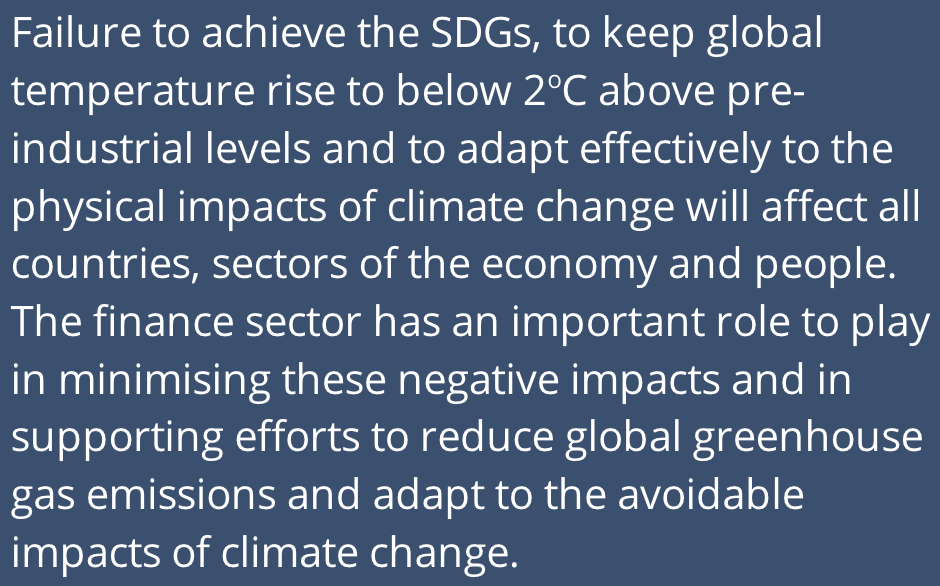 Failure to achieve the SDGs, to keep global
temperature rise to below 2ºC above pre-
industrial levels and to adapt effectively to the
physical impacts of climate change will affect all
countries, sectors of the economy and people.
The finance sector has an important role to play
in minimising these negative impacts and in
supporting efforts to reduce global greenhouse
gas emissions and adapt to the avoidable
impacts of climate change.